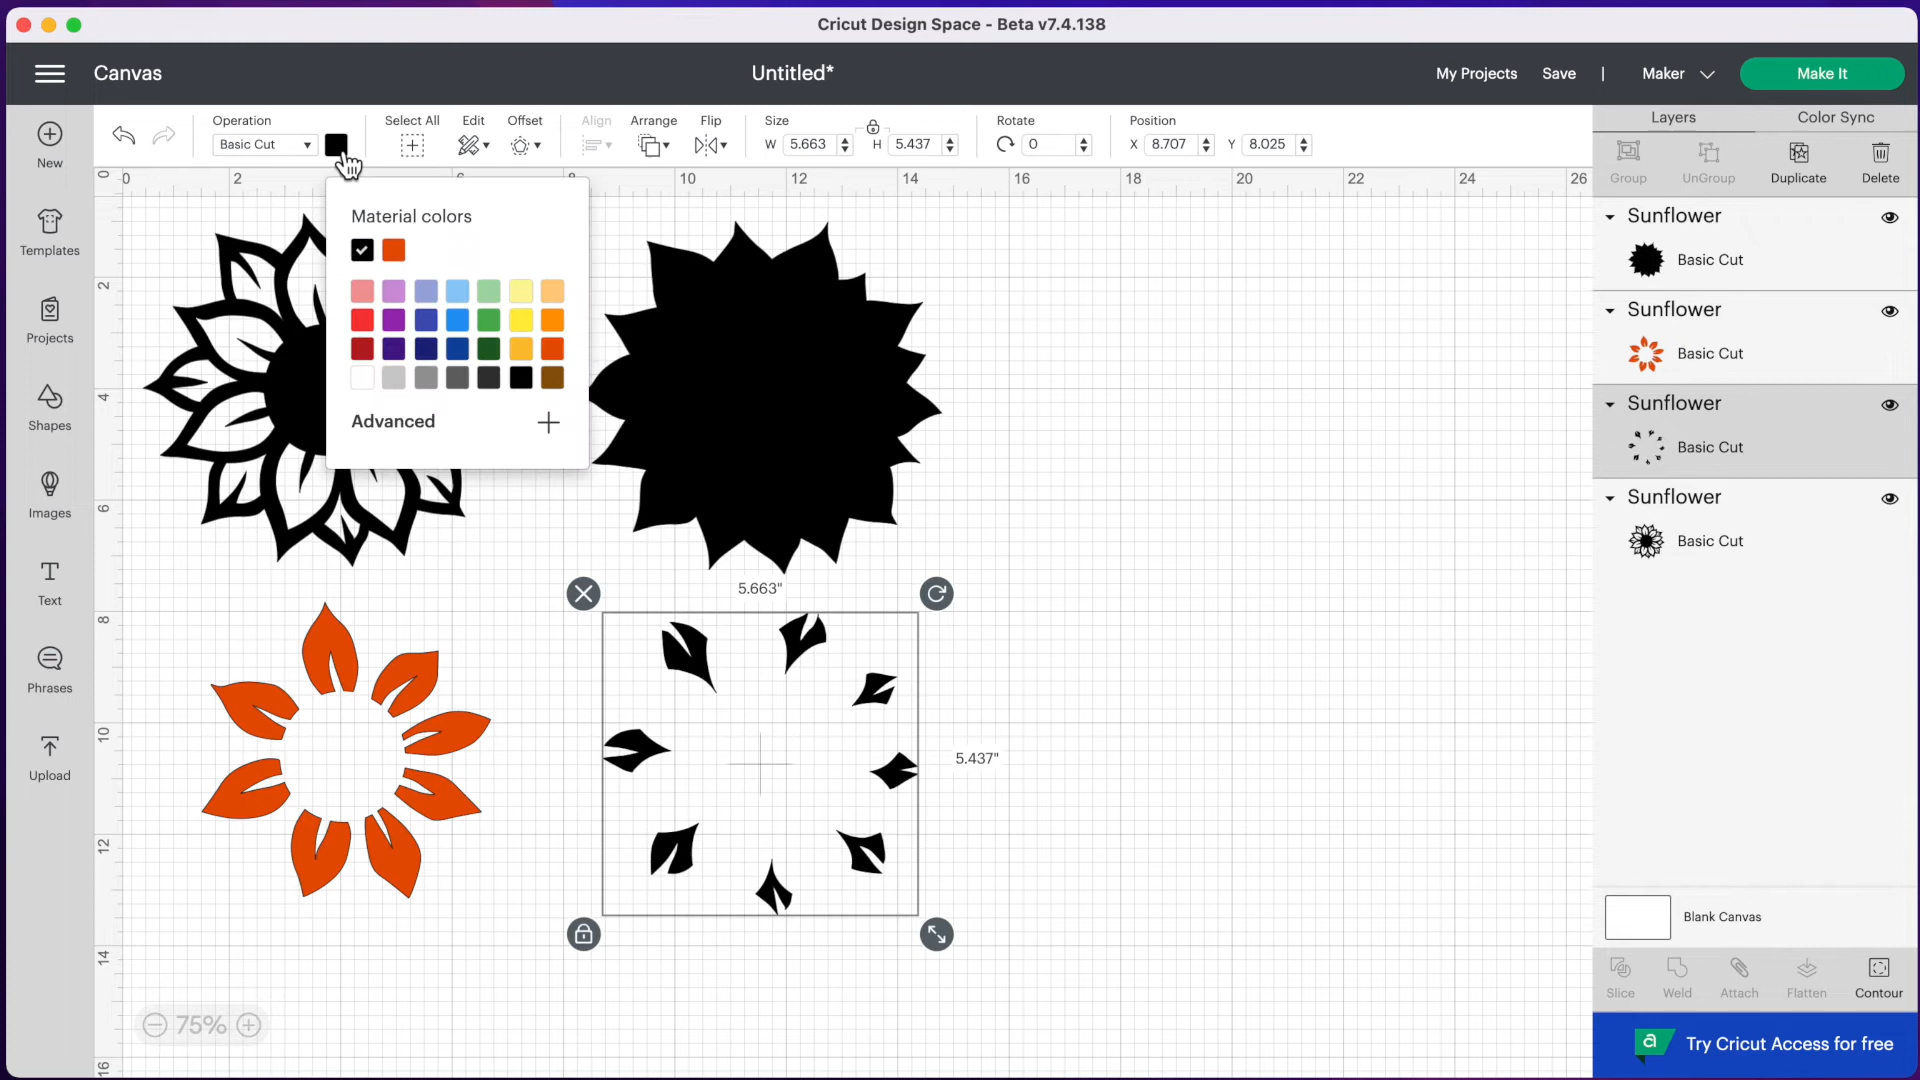 Cricut Design Space - Beta v7.4.138
Canvas
Untitled*
My Projects
Save
|
Maker
Make It
New
Templates
Projects
Shapes
Images
Text
Phrases
Upload
Operation
Basic Cut
Select All
Edit
Offset
Align
Arrange
Flip
Size
W 5.663
H 5.437
Rotate
0
Position
X 8.707
Y 8.025
0 2 6 8 10 12 14 16 18 20 22 24 26
0
2
4
6
8
10
12
14
16
Material colors
Advanced
5.663"
5.437"
75%
Layers
Color Sync
Group
UnGroup
Duplicate
Delete
Sunflower
Basic Cut
Sunflower
Basic Cut
Sunflower
Basic Cut
Sunflower
Basic Cut
Blank Canvas
Slice
Weld
Attach
Flatten
Contour
a
Try Cricut Access for free